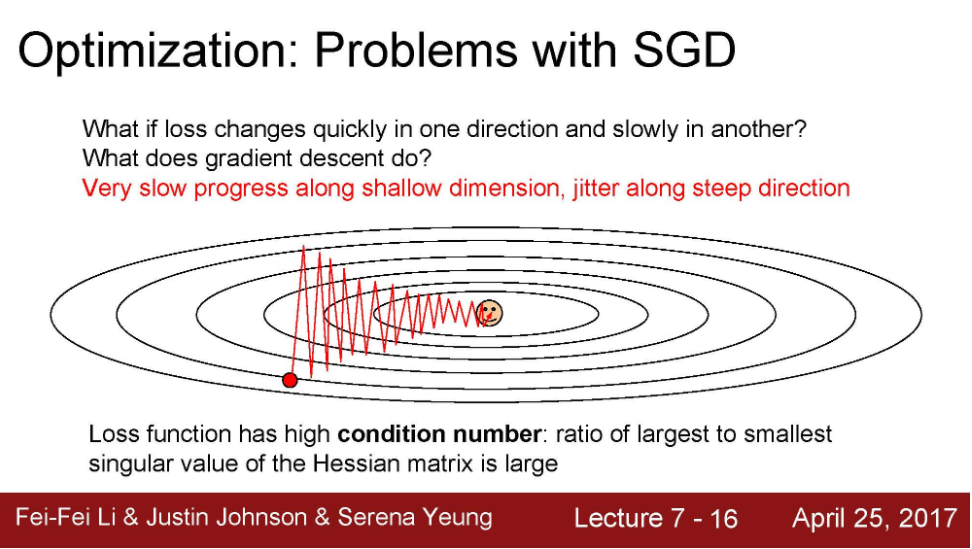 Optimization: Problems with SGD
What if loss changes quickly in one direction and slowly in another?
What does gradient descent do?
Very slow progress along shallow dimension, jitter along steep direction
Loss function has high condition number: ratio of largest to smallest
singular value of the Hessian matrix is large
Fei-Fei Li & Justin Johnson & Serena Yeung
Lecture 7 - 16
April 25, 2017